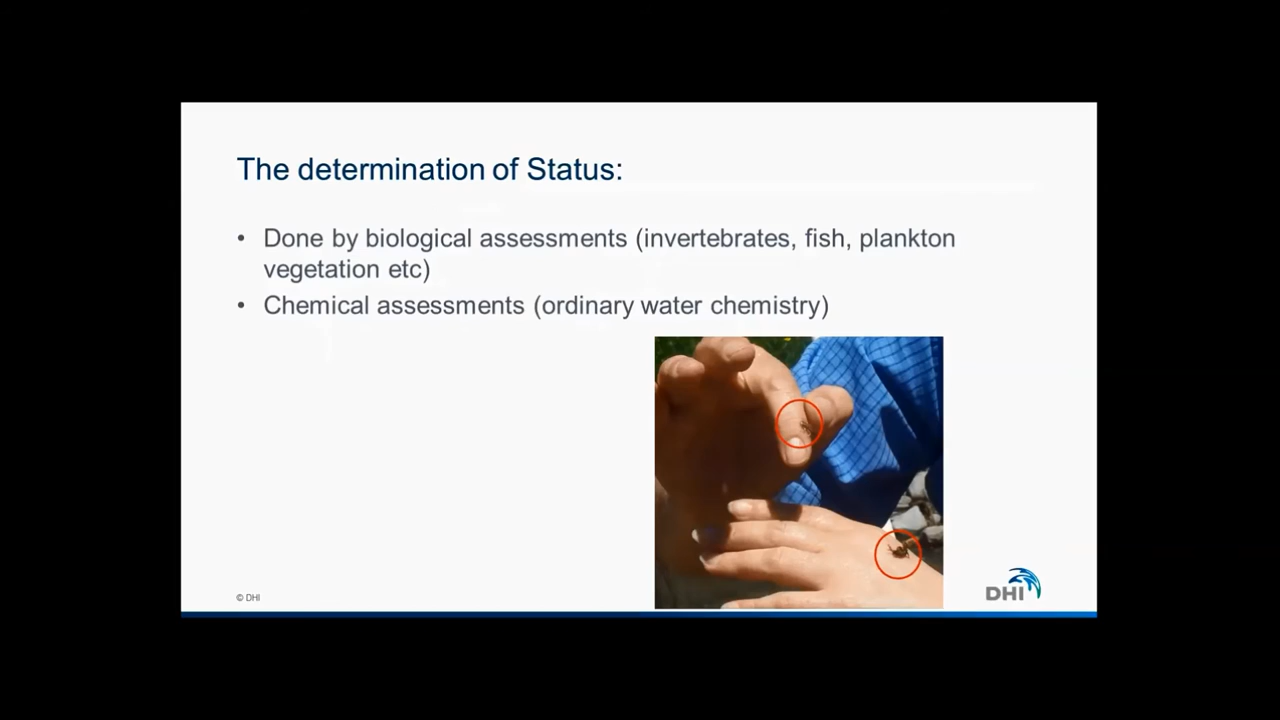 The determination of Status:
• Done by biological assessments (invertebrates, fish, plankton
vegetation etc)
• Chemical assessments (ordinary water chemistry)
© DHI
DHI